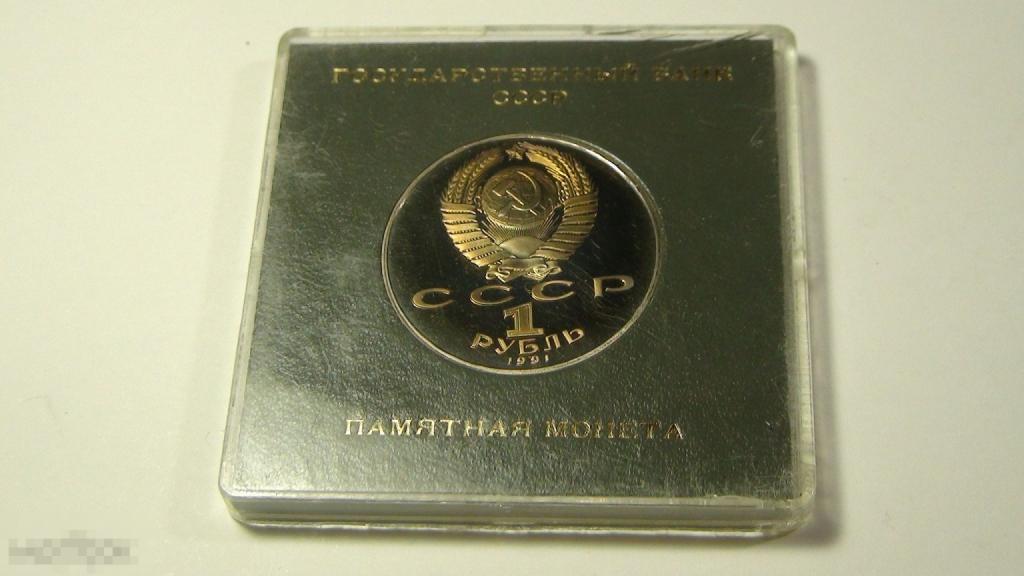 ГОСУДАРСТВЕННЫЙ БАНК
СССР
СССР
1
РУБЛЬ
1991
ПАМЯТНАЯ МОНЕТА